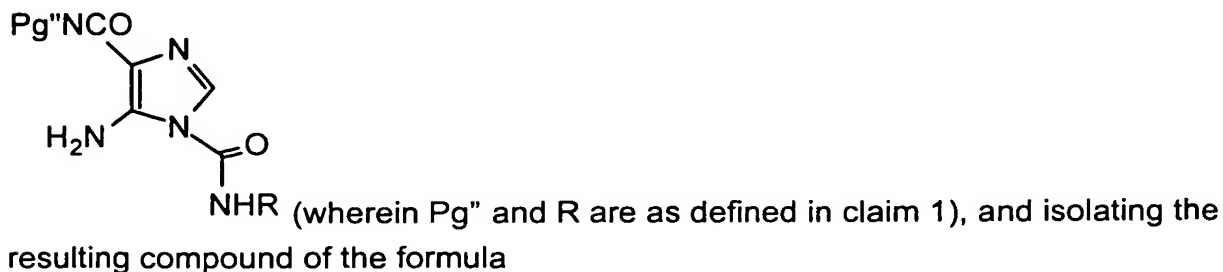 Pg"NCO
N
H₂N
N
O
NHR (wherein Pg" and R are as defined in claim 1), and isolating the
resulting compound of the formula